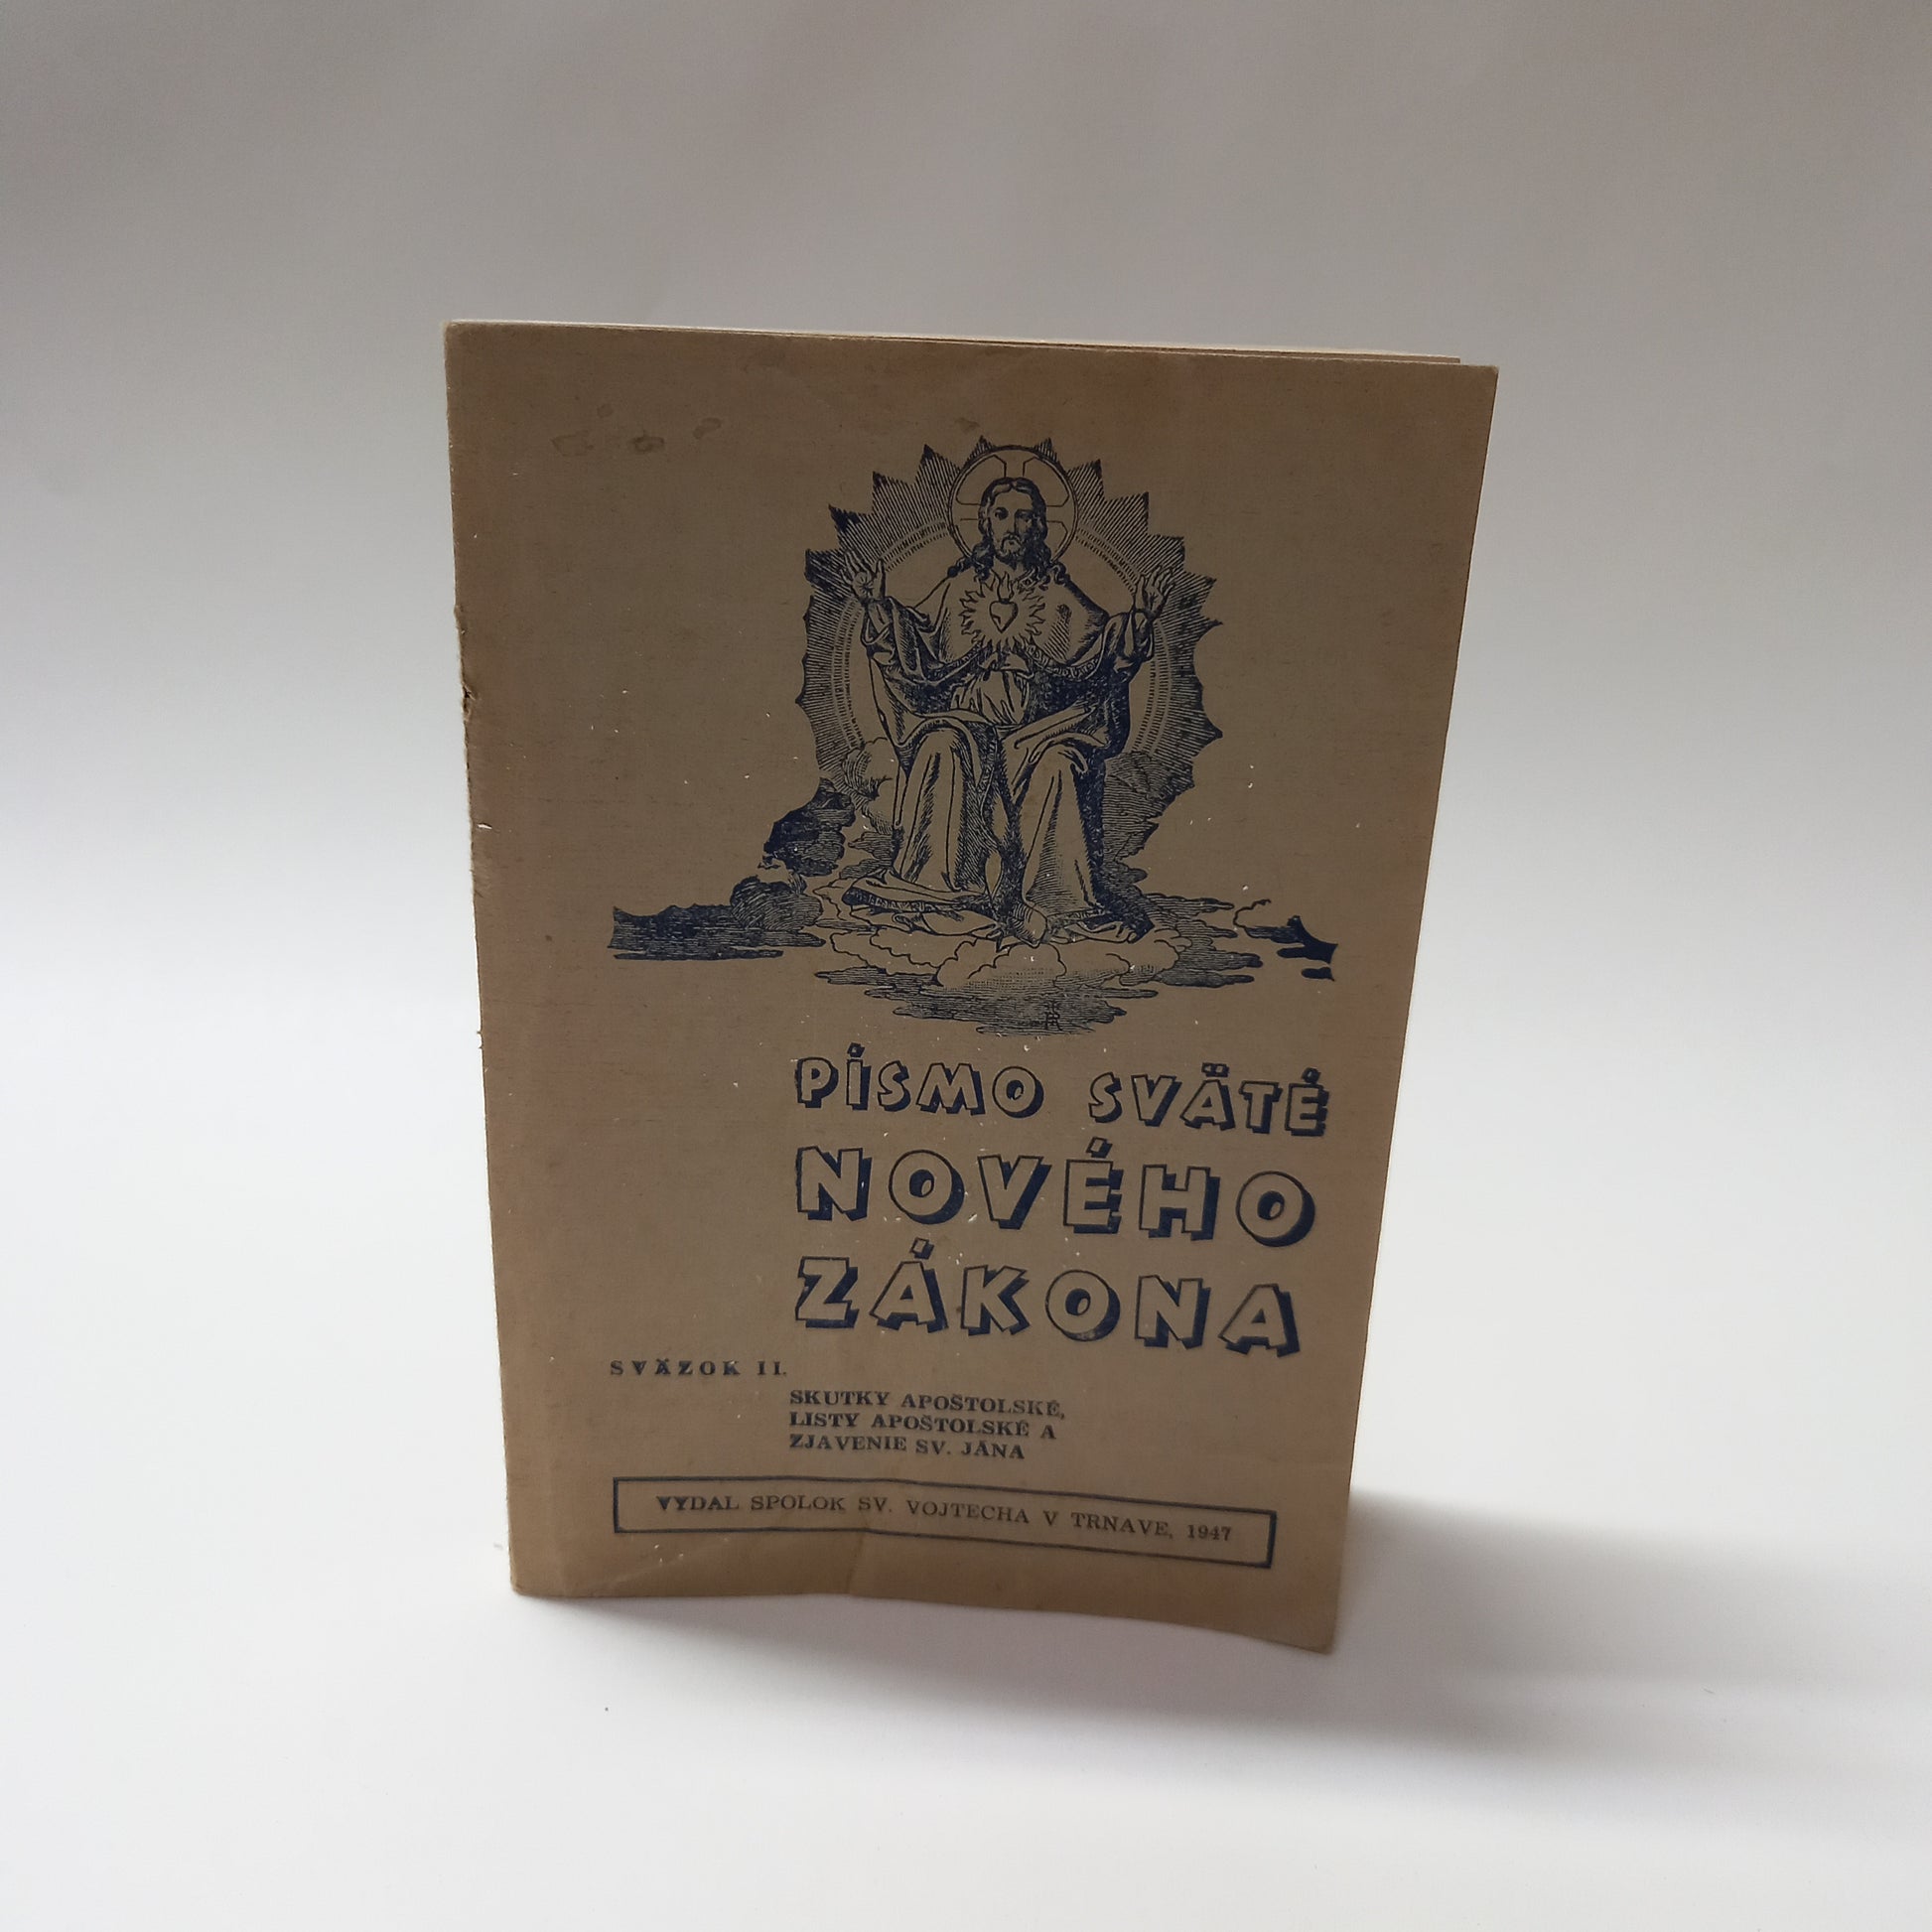 PÍSMO SVÄTÉ
NOVÉHO
ZÁKONA
SVÄZOK II.
SKUTKY APOŠTOLSKÉ,
LISTY APOŠTOLSKÉ A
ZJAVENIE SV. JÁNA
VYDAL SPOLOK SV. VOJTECHA V TRNAVE, 1947